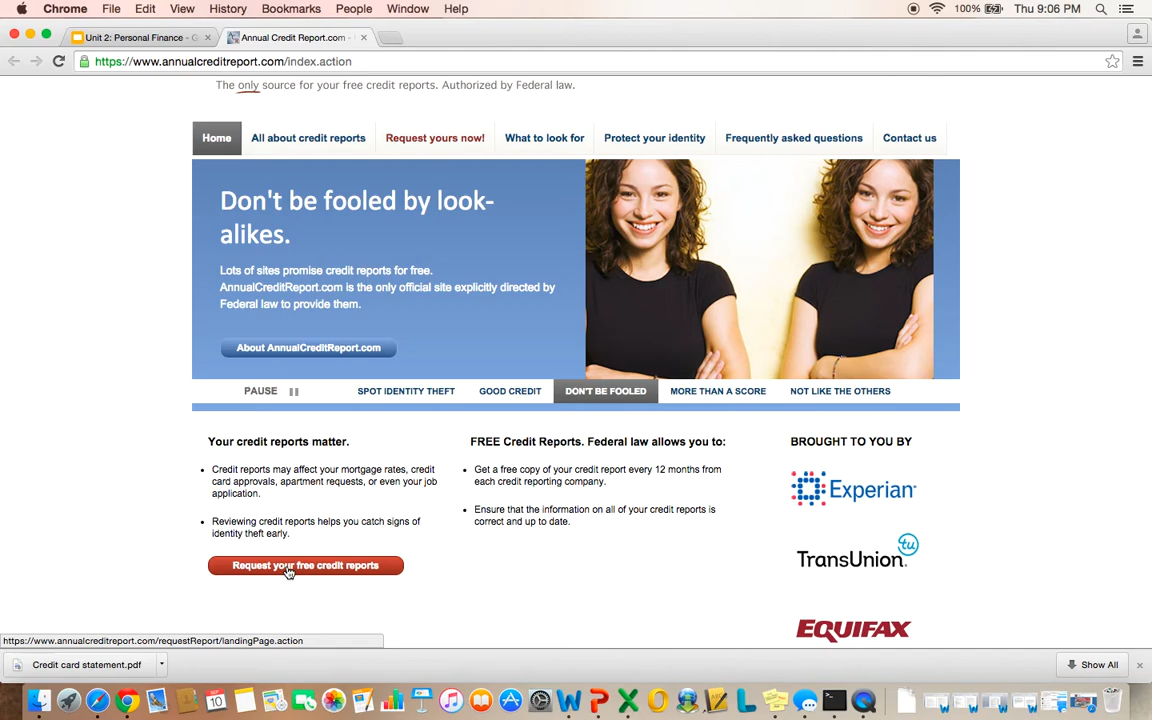 Chrome File Edit View History Bookmarks People Window Help 100% Thu 9:06 PM
Unit 2: Personal Finance - G
Annual Credit Report.com -
https://www.annualcreditreport.com/index.action
The only source for your free credit reports. Authorized by Federal law.
Home All about credit reports Request yours now! What to look for Protect your identity Frequently asked questions Contact us
Don't be fooled by look-
alikes.
Lots of sites promise credit reports for free.
AnnualCreditReport.com is the only official site explicitly directed by
Federal law to provide them.
About AnnualCreditReport.com
PAUSE SPOT IDENTITY THEFT GOOD CREDIT DON'T BE FOOLED MORE THAN A SCORE NOT LIKE THE OTHERS
Your credit reports matter.
Credit reports may affect your mortgage rates, credit
card approvals, apartment requests, or even your job
application.
Reviewing credit reports helps you catch signs of
identity theft early.
Request your free credit reports
FREE Credit Reports. Federal law allows you to:
Get a free copy of your credit report every 12 months from
each credit reporting company.
Ensure that the information on all of your credit reports is
correct and up to date.
BROUGHT TO YOU BY
Experian
tu
TransUnion
EQUIFAX
https://www.annualcreditreport.com/requestReport/landingPage.action
Credit card statement.pdf
Show All
10